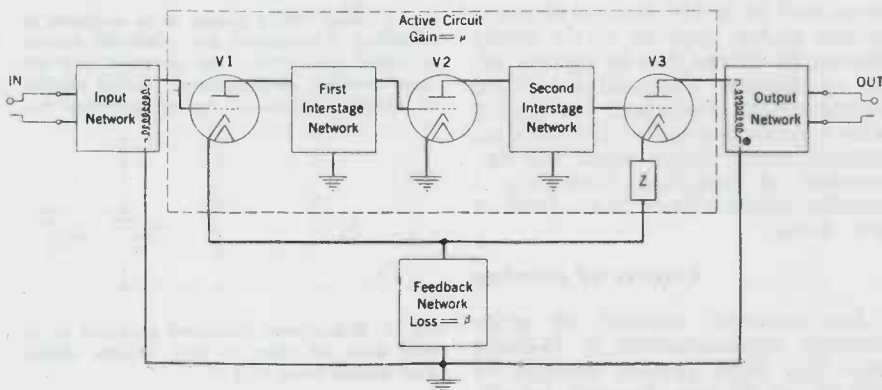 Active Circuit
Gain = μ
IN
Input
Network
V1
First
Interstage
Network
V2
Second
Interstage
Network
V3
Z
Output
Network
OUT
Feedback
Network
Loss = β